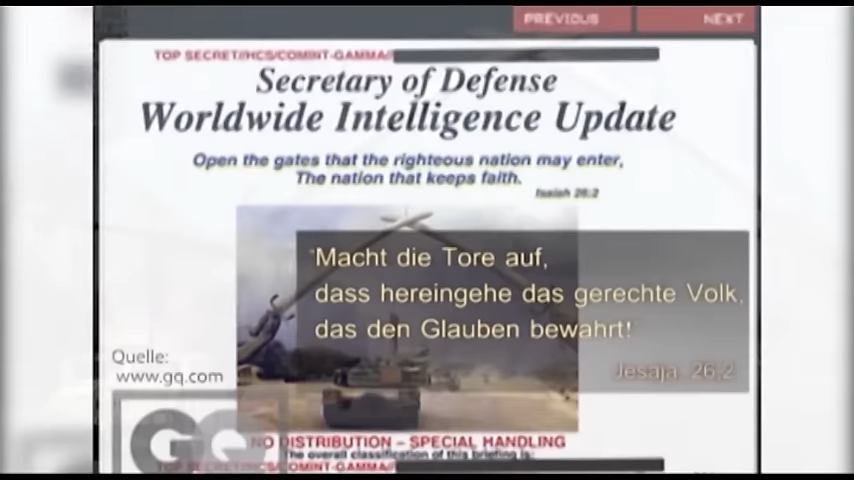 PREVIOUS
NEXT
TOP SECRET//HCS/COMINT-GAMMA/
Secretary of Defense
Worldwide Intelligence Update
Open the gates that the righteous nation may enter,
The nation that keeps faith.
Isaiah 26:2
"Macht die Tore auf,
dass hereingehe das gerechte Volk,
das den Glauben bewahrt!
Jesaja 26,2
Quelle:
www.gq.com
GQ
NO DISTRIBUTION – SPECIAL HANDLING
The overall classification of this briefing is:
TOP SECRET//HCS/COMINT-GAMMA/